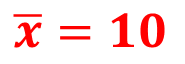 x̅ = 10